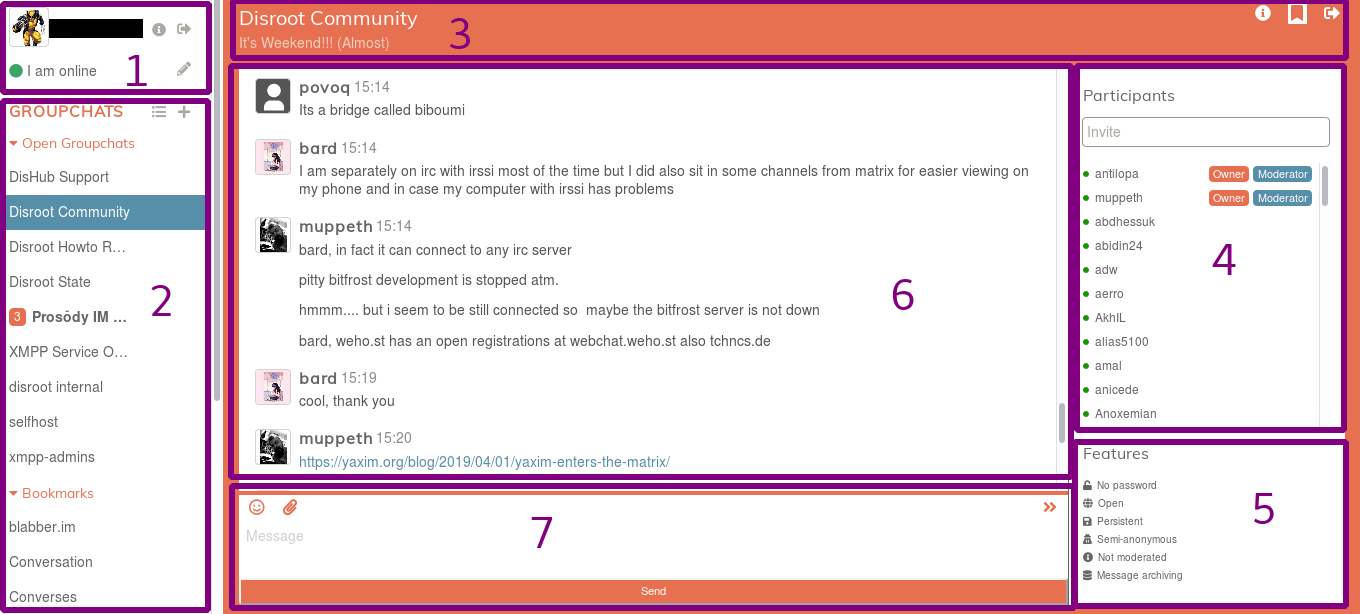 1
I am online
GROUPCHATS
Open Groupchats
DisHub Support
Disroot Community
Disroot Howto R...
Disroot State
3 Prosŏdy IM ...
XMPP Service O...
disroot internal
selfhost
xmpp-admins
Bookmarks
blabber.im
Conversation
Converses
2
Disroot Community
It's Weekend!!! (Almost)
3
povoq 15:14
Its a bridge called biboumi
bard 15:14
I am separately on irc with irssi most of the time but I did also sit in some channels from matrix for easier viewing on
my phone and in case my computer with irssi has problems
muppeth 15:14
bard, in fact it can connect to any irc server
pitty bitfrost development is stopped atm.
hmmm.... but i seem to be still connected so  maybe the bitfrost server is not down
bard, weho.st has an open registrations at webchat.weho.st also tchncs.de
bard 15:19
cool, thank you
muppeth 15:20
https://yaxim.org/blog/2019/04/01/yaxim-enters-the-matrix/
6
Message
7
Send
Participants
Invite
antilopa Owner Moderator
muppeth Owner Moderator
abdhessuk
abidin24
adw
aerro
AkhIL
alias5100
amal
anicede
Anoxemian
4
Features
No password
Open
Persistent
Semi-anonymous
Not moderated
Message archiving
5